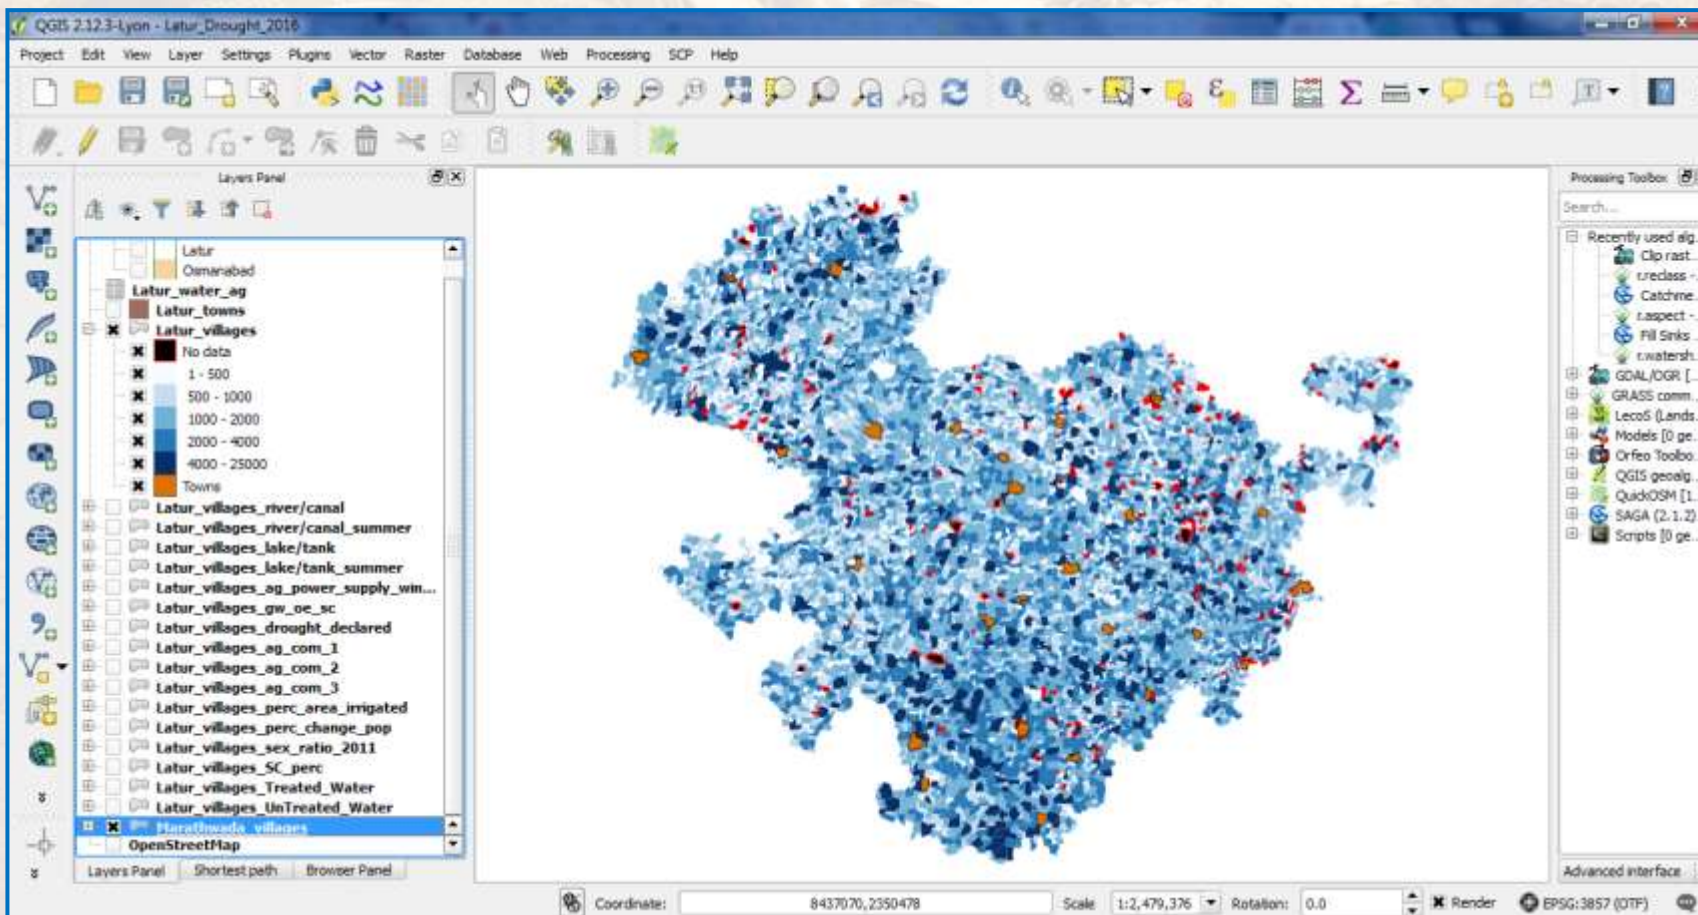 QGIS 2.12.3-Lyon - Latur_Drought_2016
Project Edit View Layer Settings Plugins Vector Raster Database Web Processing SCP Help
Layers Panel
Latur
Osmanabad
Latur_water_ag
Latur_towns
Latur_villages
No data
1 - 500
500 - 1000
1000 - 2000
2000 - 4000
4000 - 25000
Towns
Latur_villages_river/canal
Latur_villages_river/canal_summer
Latur_villages_lake/tank
Latur_villages_lake/tank_summer
Latur_villages_ag_power_supply_win...
Latur_villages_gw_oe_sc
Latur_villages_drought_declared
Latur_villages_ag_com_1
Latur_villages_ag_com_2
Latur_villages_ag_com_3
Latur_villages_perc_area_irrigated
Latur_villages_perc_change_pop
Latur_villages_sex_ratio_2011
Latur_villages_SC_perc
Latur_villages_Treated_Water
Latur_villages_UnTreated_Water
Marathwada_villages
OpenStreetMap
Layers Panel Shortest path Browser Panel
Processing Toolbox
Search...
Recently used alg...
Clip rast...
r.reclass -...
Catchme...
r.aspect -...
Fill Sinks ...
r.watersh...
GDAL/OGR [...
GRASS comm...
LecoS (Lands...
Models [0 ge...
Orfeo Toolbo...
QGIS geoalg...
QuickOSM [1...
SAGA (2.1.2)
Scripts [0 ge...
Advanced interface
Coordinate: 8437070,2350478 Scale 1:2,479,376 Rotation: 0.0 Render EPSG:3857 (OTF)